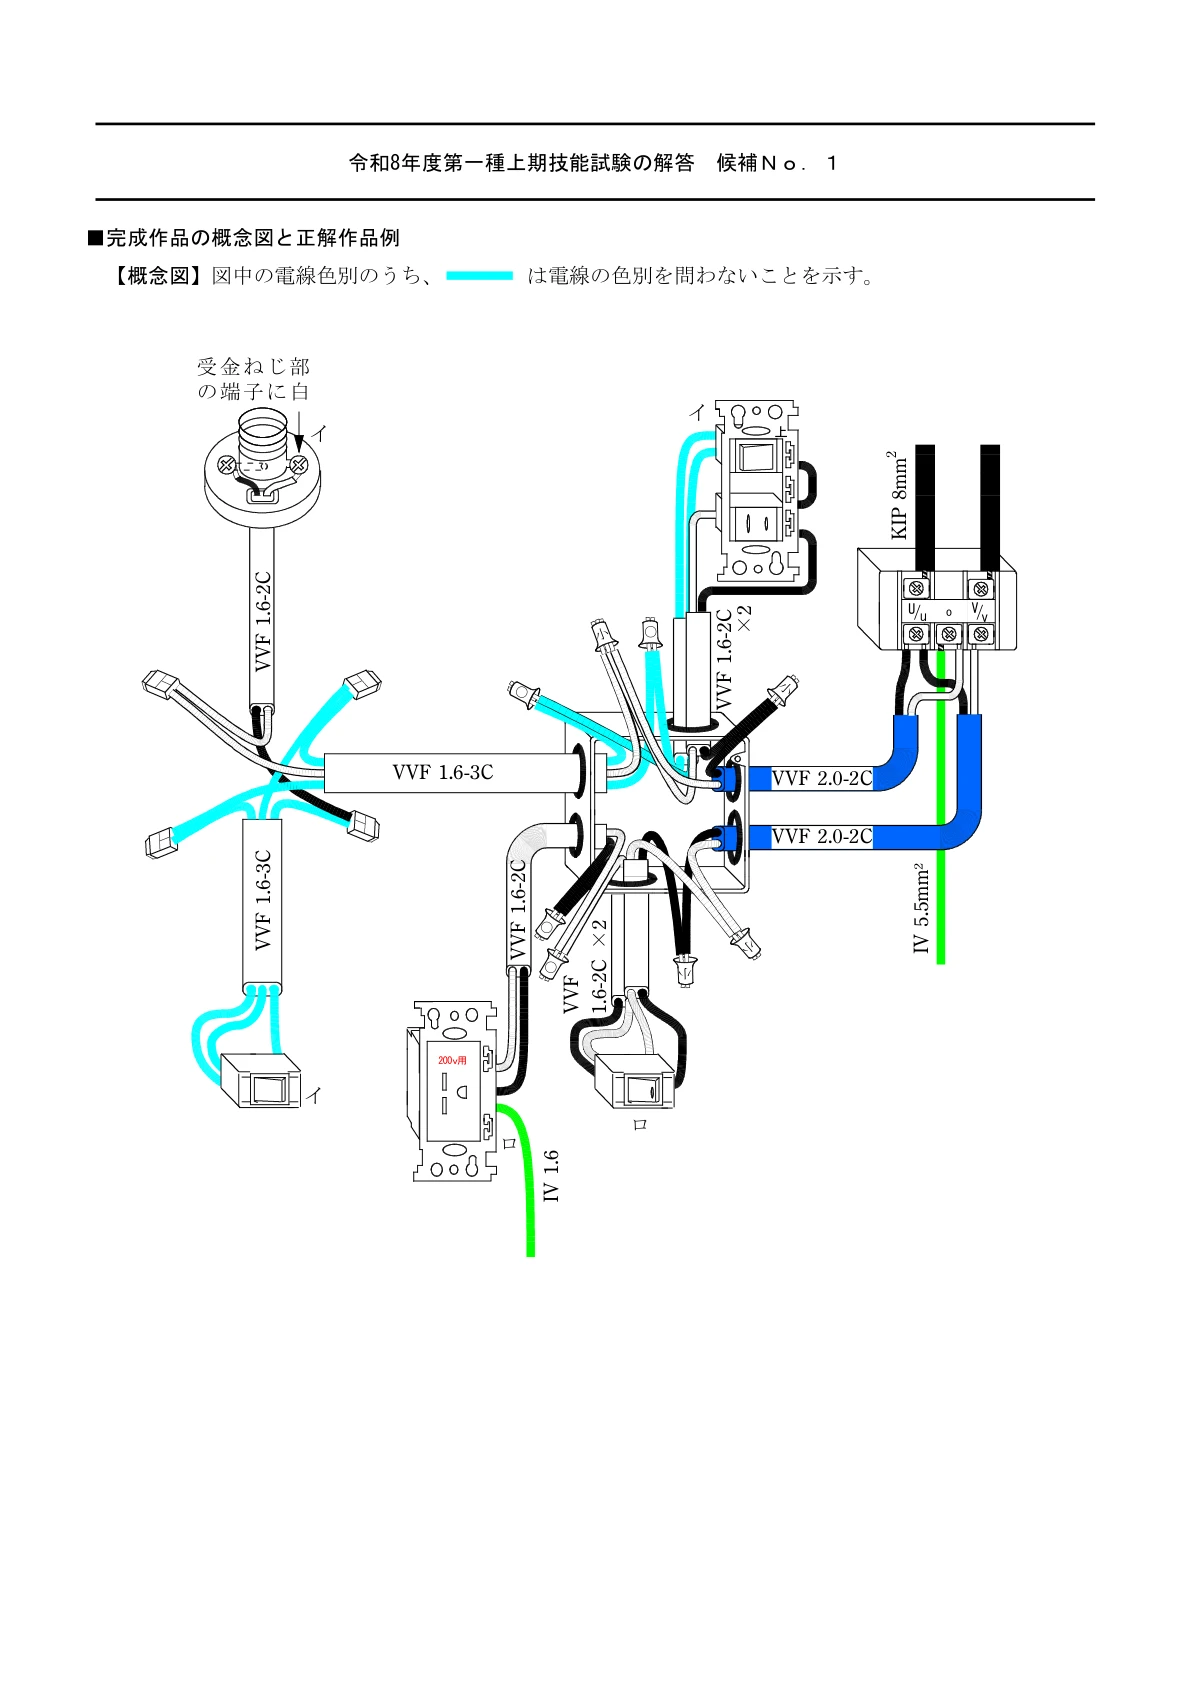 令和8年度第一種上期技能試験の解答　候補Ｎｏ．１
■完成作品の概念図と正解作品例
【概念図】図中の電線色別のうち、　　　は電線の色別を問わないことを示す。
受金ねじ部
の端子に白
イ
イ
上
KIP 8mm²
U/u
o
V/v
VVF 1.6-2C
VVF 1.6-2C
×2
VVF 1.6-3C
VVF 2.0-2C
VVF 2.0-2C
VVF 1.6-3C
VVF 1.6-2C
VVF
1.6-2C ×2
IV 5.5mm²
200v用
イ
ロ
ロ
IV 1.6